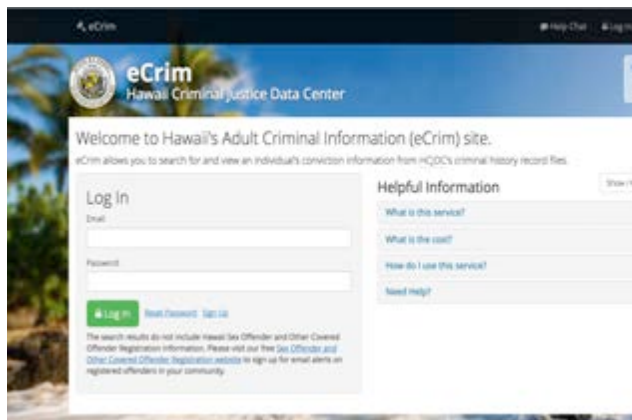 eCrim
Help Chat
Log In
eCrim
Hawaii Criminal Justice Data Center
Welcome to Hawaii's Adult Criminal Information (eCrim) site.
eCrim allows you to search for and view an individual's conviction information from HCJDC's criminal history record files.
Log In
Email
Password
Log In
Reset Password
Sign Up
The search results do not include Hawaii Sex Offender and Other Covered
Offender Registration information. Please visit our free Sex Offender and
Other Covered Offender Registration website to sign up for email alerts on
registered offenders in your community.
Helpful Information
Show /
What is this service?
What is the cost?
How do I use this service?
Need Help?